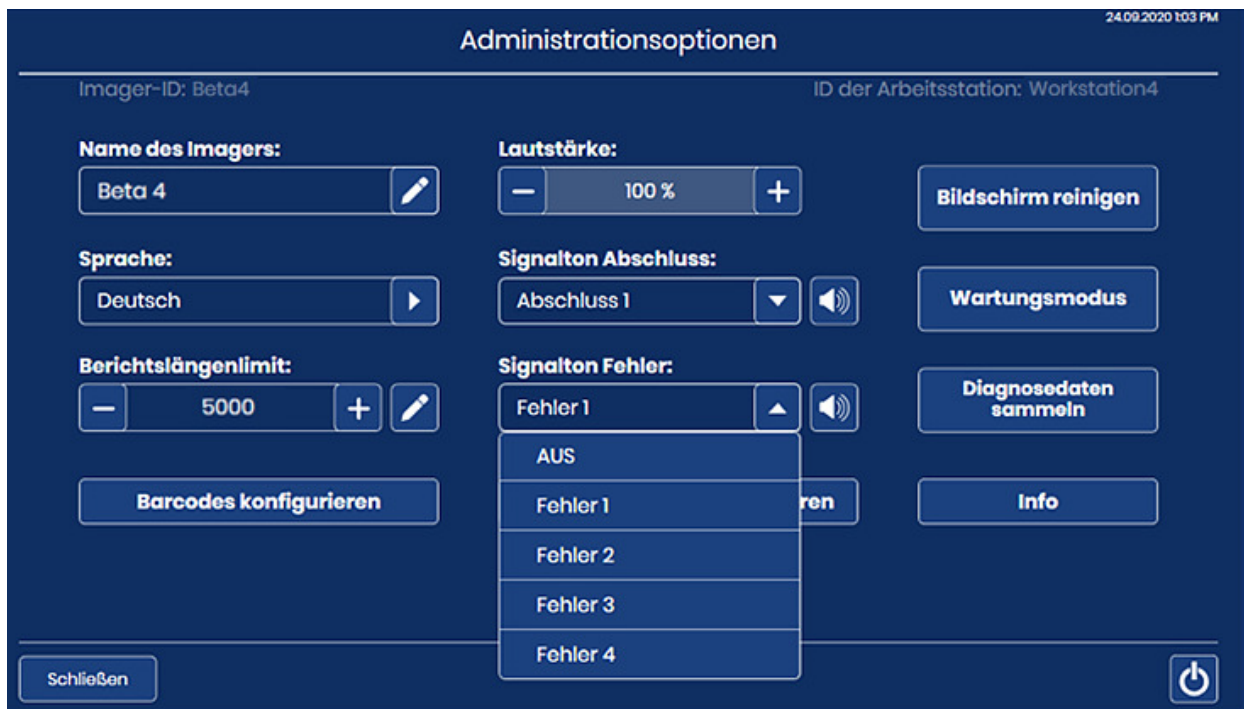 24.09.2020 1:03 PM
Administrationsoptionen
Imager-ID: Beta4
ID der Arbeitsstation: Workstation4
Name des Imagers:
Beta 4
Lautstärke:
100 %
Bildschirm reinigen
Sprache:
Deutsch
Signalton Abschluss:
Abschluss 1
Wartungsmodus
Berichtslängenlimit:
5000
Signalton Fehler:
Fehler 1
Diagnosedaten
sammeln
AUS
Fehler 1
Fehler 2
Fehler 3
Fehler 4
Barcodes konfigurieren
ren
Info
Schließen